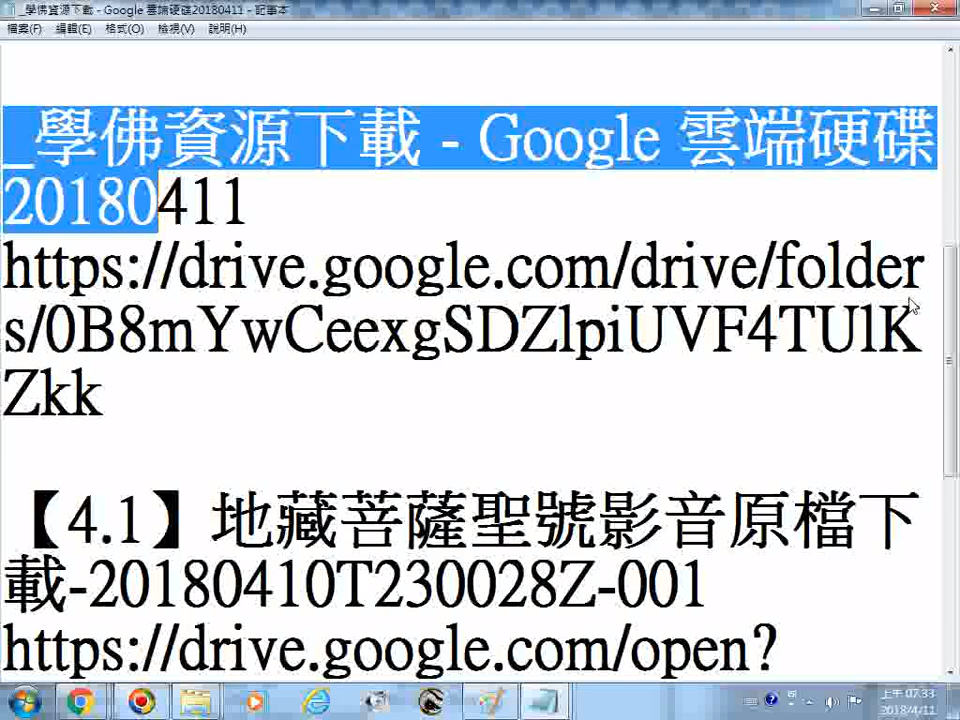 _學佛資源下載 - Google 雲端硬碟20180411 - 記事本
檔案(F) 編輯(E) 格式(O) 檢視(V) 說明(H)
_學佛資源下載 - Google 雲端硬碟
20180411
https://drive.google.com/drive/folder
s/0B8mYwCeexgSDZlpiUVF4TUlK
Zkk
【4.1】地藏菩薩聖號影音原檔下
載-20180410T230028Z-001
https://drive.google.com/open?
上午 07:33
2018/4/11